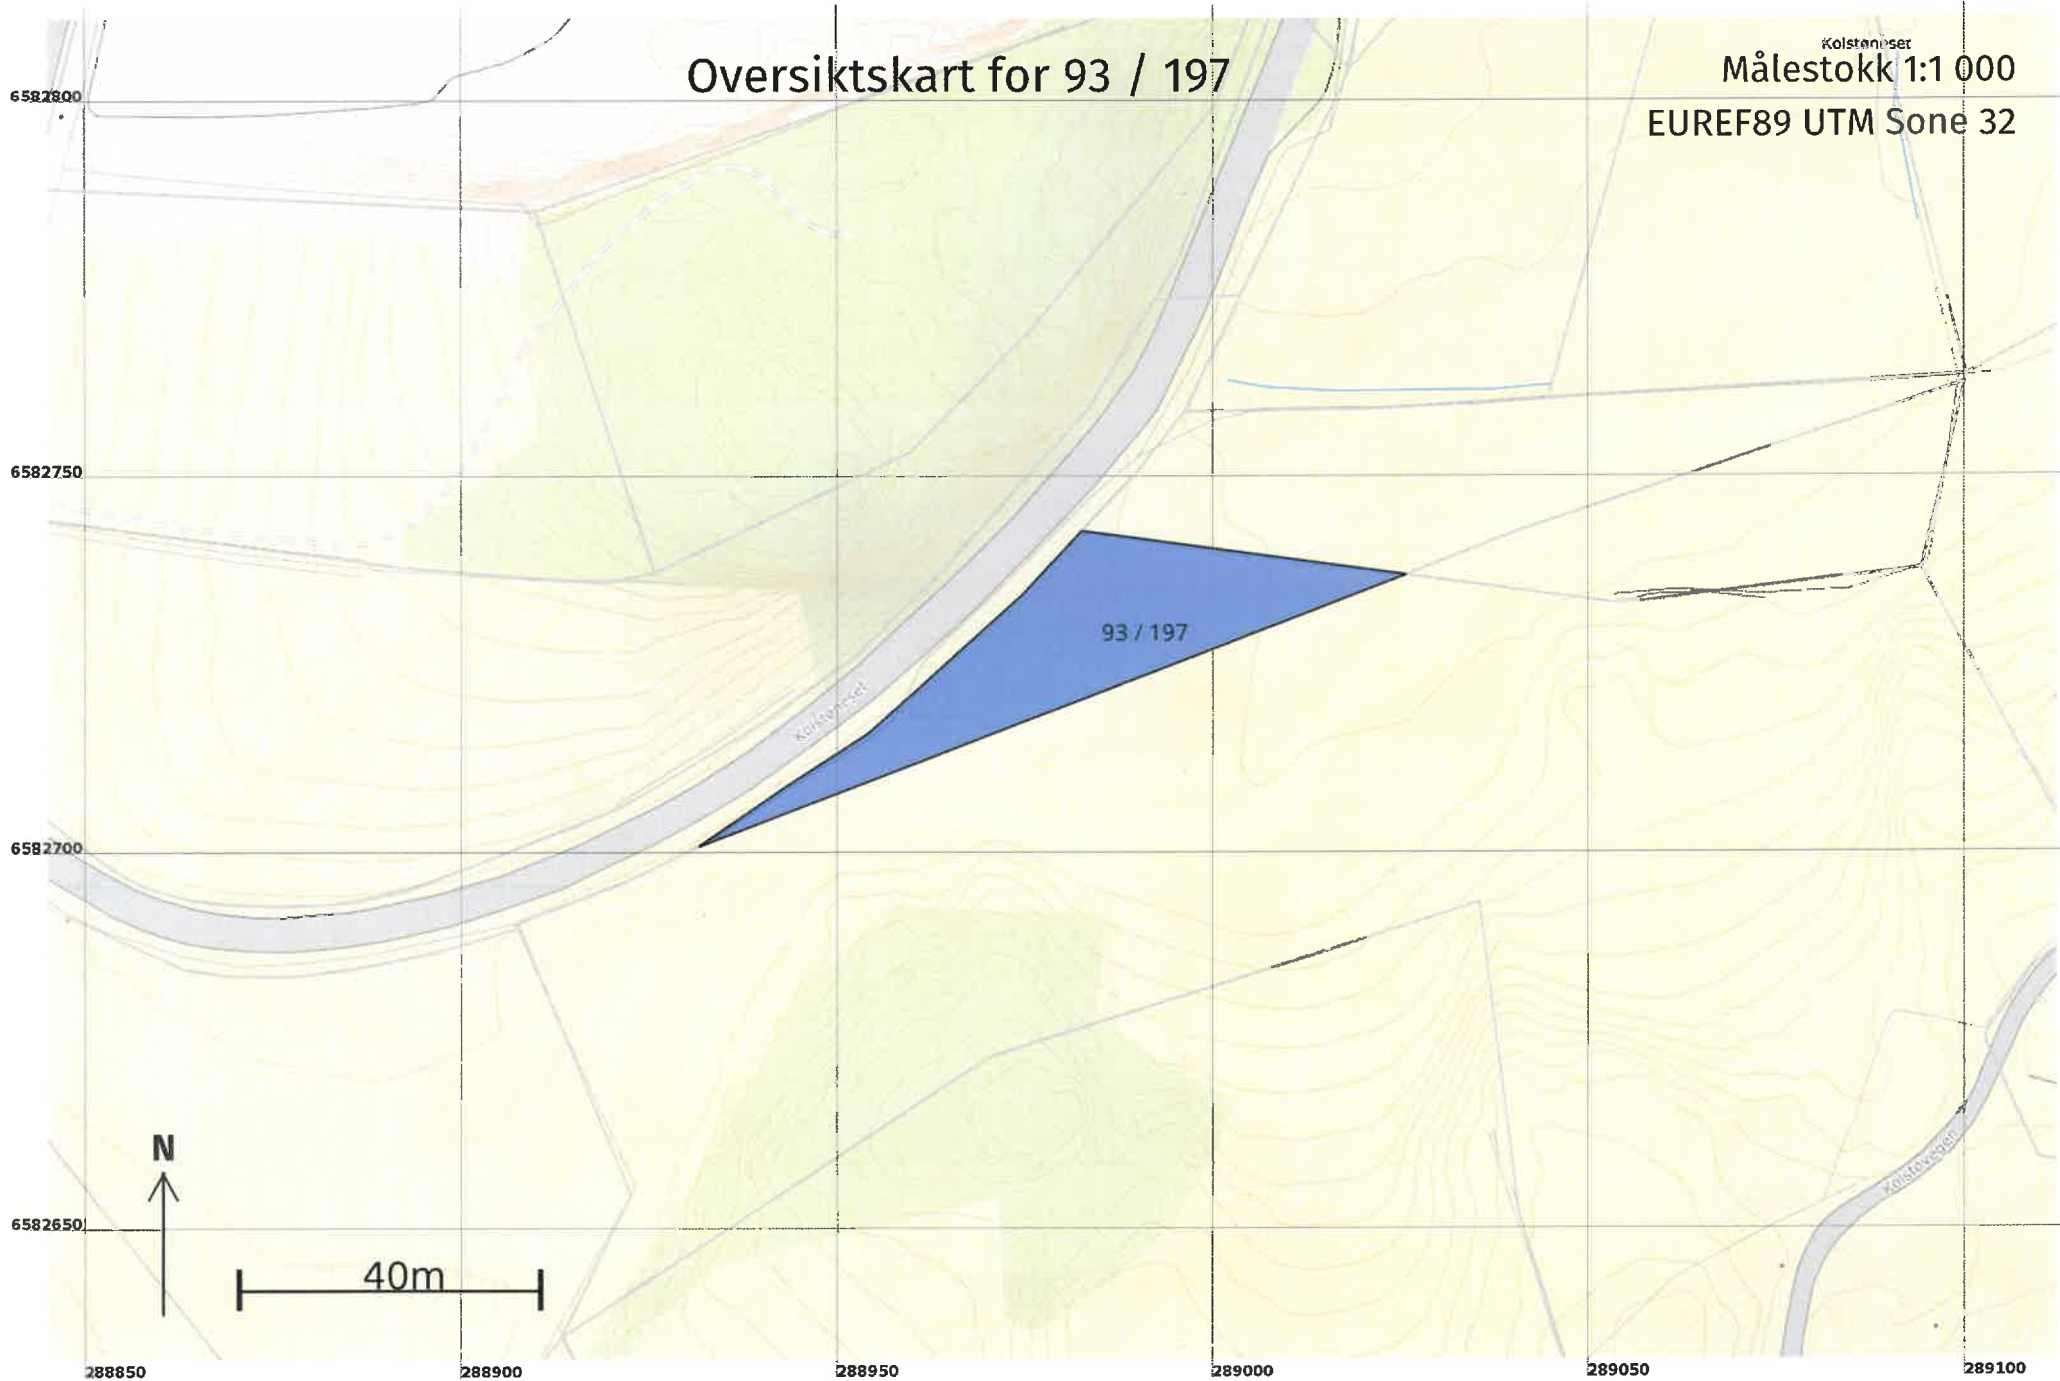 Kolstøneset
Oversiktskart for 93 / 197
Målestokk 1:1 000
EUREF89 UTM Sone 32
6582800
6582750
93 / 197
Kolstøneset
6582700
N
Kolstøvegen
6582650
40m
288850
288900
288950
289000
289050
289100